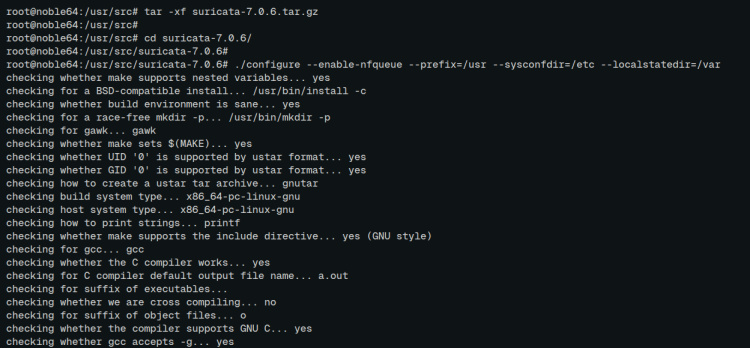 root@noble64:/usr/src# tar -xf suricata-7.0.6.tar.gz
root@noble64:/usr/src#
root@noble64:/usr/src# cd suricata-7.0.6/
root@noble64:/usr/src/suricata-7.0.6#
root@noble64:/usr/src/suricata-7.0.6# ./configure --enable-nfqueue --prefix=/usr --sysconfdir=/etc --localstatedir=/var
checking whether make supports nested variables... yes
checking for a BSD-compatible install... /usr/bin/install -c
checking whether build environment is sane... yes
checking for a race-free mkdir -p... /usr/bin/mkdir -p
checking for gawk... gawk
checking whether make sets $(MAKE)... yes
checking whether UID '0' is supported by ustar format... yes
checking whether GID '0' is supported by ustar format... yes
checking how to create a ustar tar archive... gnutar
checking build system type... x86_64-pc-linux-gnu
checking host system type... x86_64-pc-linux-gnu
checking how to print strings... printf
checking whether make supports the include directive... yes (GNU style)
checking for gcc... gcc
checking whether the C compiler works... yes
checking for C compiler default output file name... a.out
checking for suffix of executables...
checking whether we are cross compiling... no
checking for suffix of object files... o
checking whether the compiler supports GNU C... yes
checking whether gcc accepts -g... yes